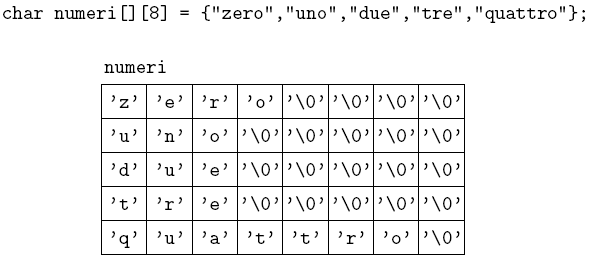 char numeri[][8] = {"zero","uno","due","tre","quattro"};
numeri
'z' 'e' 'r' 'o' '\0' '\0' '\0' '\0'
'u' 'n' 'o' '\0' '\0' '\0' '\0' '\0'
'd' 'u' 'e' '\0' '\0' '\0' '\0' '\0'
't' 'r' 'e' '\0' '\0' '\0' '\0' '\0'
'q' 'u' 'a' 't' 't' 'r' 'o' '\0'